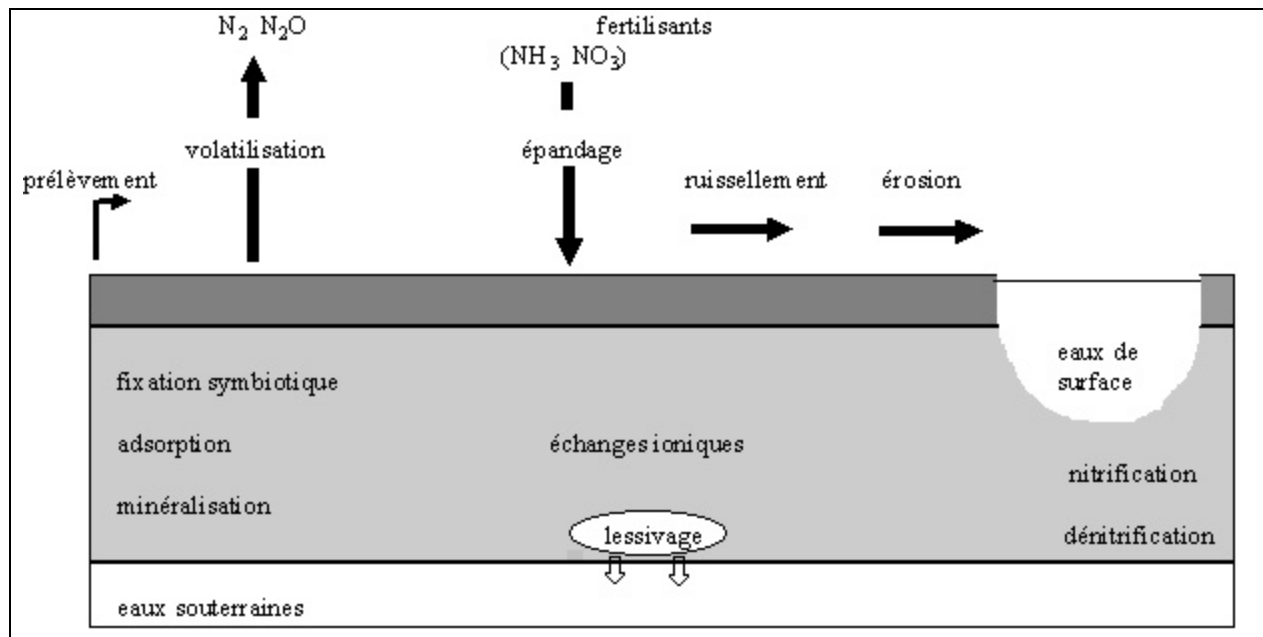 N2 N2O
fertilisants
(NH3 NO3)
volatilisation
épandage
prélèvement
ruissellement
érosion
eaux de
surface
fixation symbiotique
adsorption
échanges ioniques
nitrification
minéralisation
lessivage
dénitrification
eaux souterraines